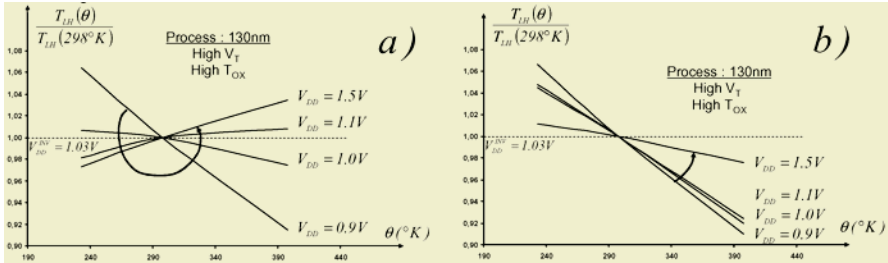 T_LH(θ)
T_LH(298°K)
Process : 130nm
High V_T
High T_OX
a)
1,08
1,06
1,04
1,02
1,00
0,98
0,96
0,94
0,92
0,90
V_DD^INV = 1.03V
V_DD = 1.5V
V_DD = 1.1V
V_DD = 1.0V
V_DD = 0.9V
θ(°K)
190
240
290
340
390
440
T_LH(θ)
T_LH(298°K)
b)
Process : 130nm
High V_T
High T_OX
1,08
1,06
1,04
1,02
1,00
0,98
0,96
0,94
0,92
0,90
V_DD^INV = 1.03V
V_DD = 1.5V
V_DD = 1.1V
V_DD = 1.0V
V_DD = 0.9V
θ(°K)
190
240
290
340
390
440